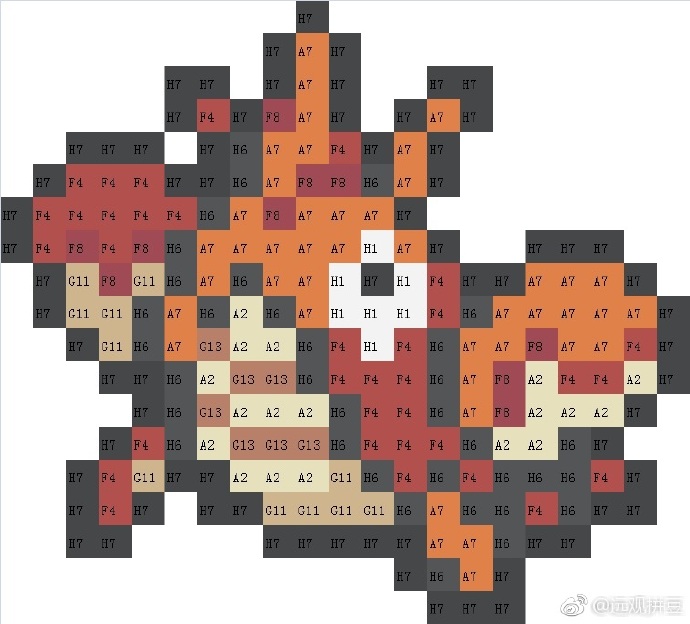 H7
H7 A7 H7
H7 H7 H7 A7 H7 H7 H7
H7 F4 H7 F8 A7 H7 H7 A7 H7
H7 H7 H7 H7 H6 A7 A7 F4 H7 A7 H7
H7 F4 F4 F4 H7 H7 H6 A7 F8 F8 H6 A7 H7
H7 F4 F4 F4 F4 F4 H6 A7 F8 A7 A7 A7 H7
H7 F4 F8 F4 F8 H6 A7 A7 A7 A7 A7 H1 A7 H7 H7 H7 H7
H7 G11 F8 G11 H6 A7 H6 A7 A7 H1 H7 H1 F4 H7 H7 A7 A7 A7 H7
H7 G11 G11 H6 A7 H6 A2 H6 A7 H1 H1 H1 F4 H6 A7 A7 A7 A7 A7 H7
H7 G11 H6 A7 G13 A2 A2 H6 F4 H1 F4 H6 A7 A7 F8 A7 A7 F4 H7
H7 H7 H6 A2 G13 G13 H6 F4 F4 F4 H6 A7 F8 A2 F4 F4 A2 H7
H7 H6 G13 A2 A2 A2 H6 F4 F4 H6 A7 F8 A2 A2 A2 H7
H7 F4 H6 A2 G13 G13 G13 H6 F4 F4 F4 H6 A2 A2 H6 H7
H7 F4 G11 H7 H7 A2 A2 A2 G11 H6 F4 H6 F4 H6 H6 H6 F4 H7
H7 F4 H7 H7 H7 G11 G11 G11 G11 H6 A7 H6 H6 F4 H6 H7 H7
H7 H7 H7 H7 H7 H7 H7 A7 A7 H6 H7 H7
H7 H6 A7 H7
H7 H7 H7
@远观拼豆